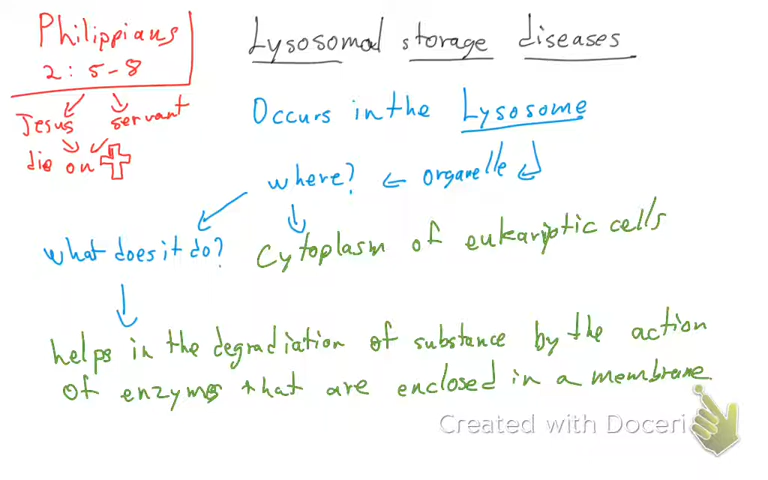 Philippians
2 : 5-8
Jesus servant
die on
Lysosomal storage diseases
Occurs in the Lysosome
where? ← organelle
what does it do? Cytoplasm of eukaryotic cells
helps in the degradiation of substance by the action
of enzymes that are enclosed in a membrane
Created with Doceri